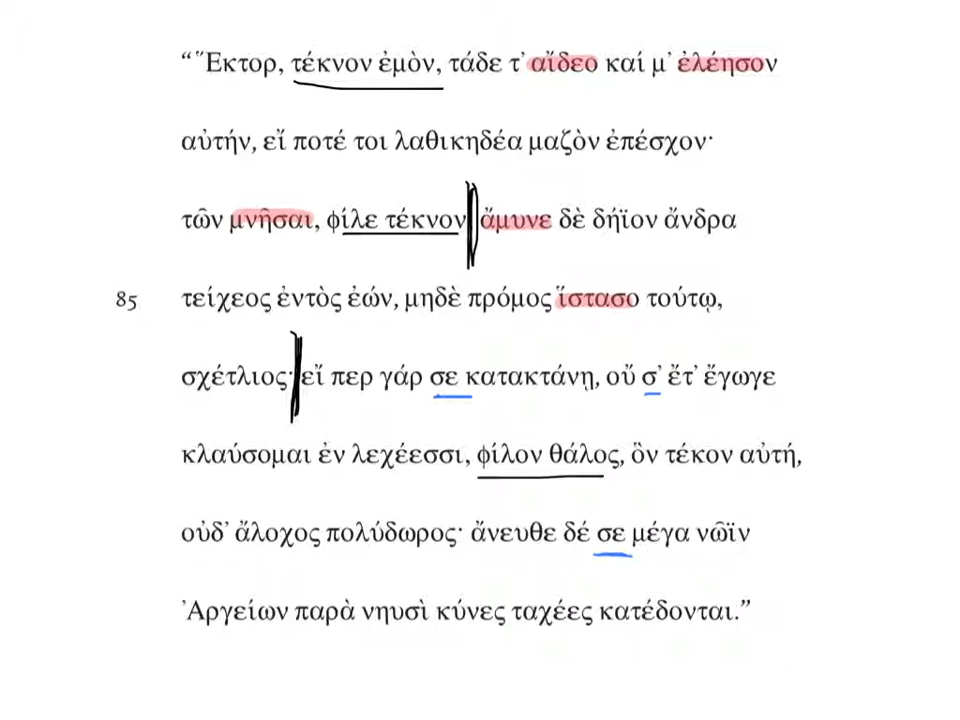 “Ἕκτορ, τέκνον ἐμὸν, τάδε τ’ αἴδεο καί μ’ ἐλέησον
αὐτήν, εἴ ποτέ τοι λαθικηδέα μαζὸν ἐπέσχον·
τῶν μνῆσαι, φίλε τέκνον ἄμυνε δὲ δήϊον ἄνδρα
85 τείχεος ἐντὸς ἐών, μηδὲ πρόμος ἵστασο τούτῳ,
σχέτλιος· εἴ περ γάρ σε κατακτάνῃ, οὔ σ’ ἔτ’ ἔγωγε
κλαύσομαι ἐν λεχέεσσι, φίλον θάλος, ὃν τέκον αὐτή,
οὐδ’ ἄλοχος πολύδωρος· ἄνευθε δέ σε μέγα νῶϊν
Ἀργείων παρὰ νηυσὶ κύνες ταχέες κατέδονται.”